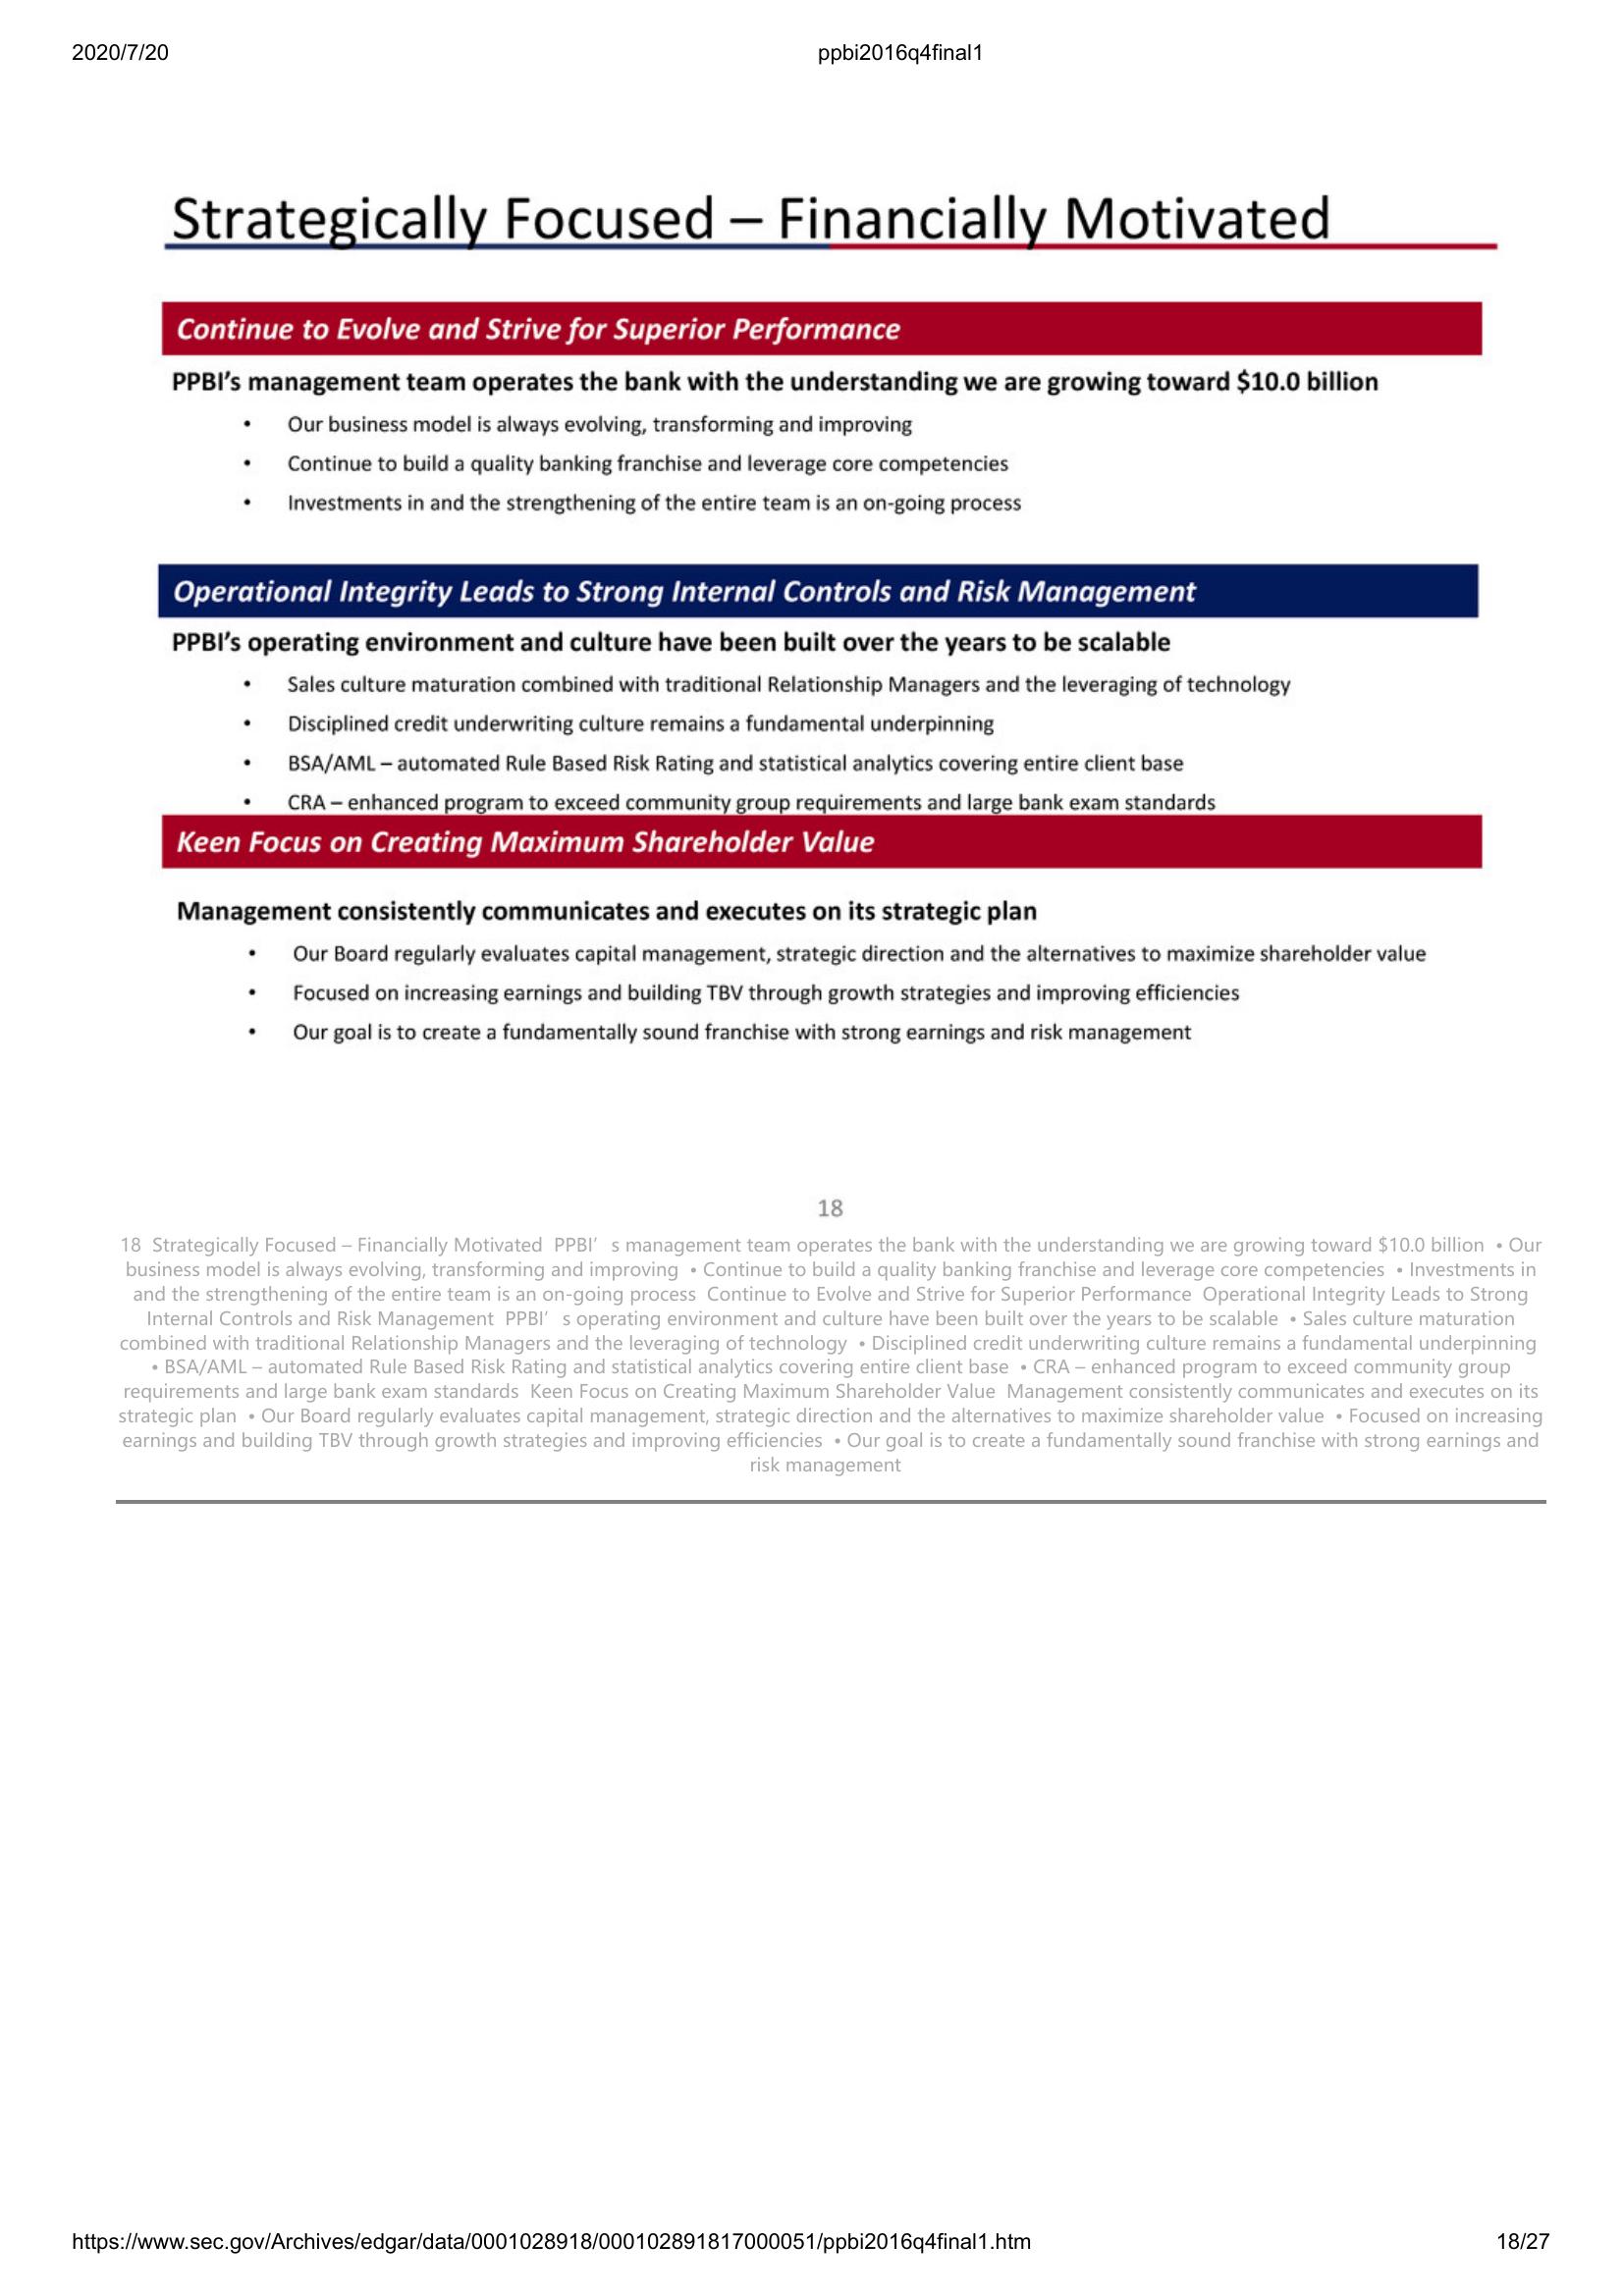 2020/7/20
ppbi2016q4final1
Strategically Focused – Financially Motivated
Continue to Evolve and Strive for Superior Performance
PPBI’s management team operates the bank with the understanding we are growing toward $10.0 billion
• Our business model is always evolving, transforming and improving
• Continue to build a quality banking franchise and leverage core competencies
• Investments in and the strengthening of the entire team is an on-going process
Operational Integrity Leads to Strong Internal Controls and Risk Management
PPBI’s operating environment and culture have been built over the years to be scalable
• Sales culture maturation combined with traditional Relationship Managers and the leveraging of technology
• Disciplined credit underwriting culture remains a fundamental underpinning
• BSA/AML – automated Rule Based Risk Rating and statistical analytics covering entire client base
• CRA – enhanced program to exceed community group requirements and large bank exam standards
Keen Focus on Creating Maximum Shareholder Value
Management consistently communicates and executes on its strategic plan
• Our Board regularly evaluates capital management, strategic direction and the alternatives to maximize shareholder value
• Focused on increasing earnings and building TBV through growth strategies and improving efficiencies
• Our goal is to create a fundamentally sound franchise with strong earnings and risk management
18
18 Strategically Focused – Financially Motivated PPBI’ s management team operates the bank with the understanding we are growing toward $10.0 billion • Our
business model is always evolving, transforming and improving • Continue to build a quality banking franchise and leverage core competencies • Investments in
and the strengthening of the entire team is an on-going process Continue to Evolve and Strive for Superior Performance Operational Integrity Leads to Strong
Internal Controls and Risk Management PPBI’ s operating environment and culture have been built over the years to be scalable • Sales culture maturation
combined with traditional Relationship Managers and the leveraging of technology • Disciplined credit underwriting culture remains a fundamental underpinning
• BSA/AML – automated Rule Based Risk Rating and statistical analytics covering entire client base • CRA – enhanced program to exceed community group
requirements and large bank exam standards Keen Focus on Creating Maximum Shareholder Value Management consistently communicates and executes on its
strategic plan • Our Board regularly evaluates capital management, strategic direction and the alternatives to maximize shareholder value • Focused on increasing
earnings and building TBV through growth strategies and improving efficiencies • Our goal is to create a fundamentally sound franchise with strong earnings and
risk management
https://www.sec.gov/Archives/edgar/data/0001028918/000102891817000051/ppbi2016q4final1.htm
18/27